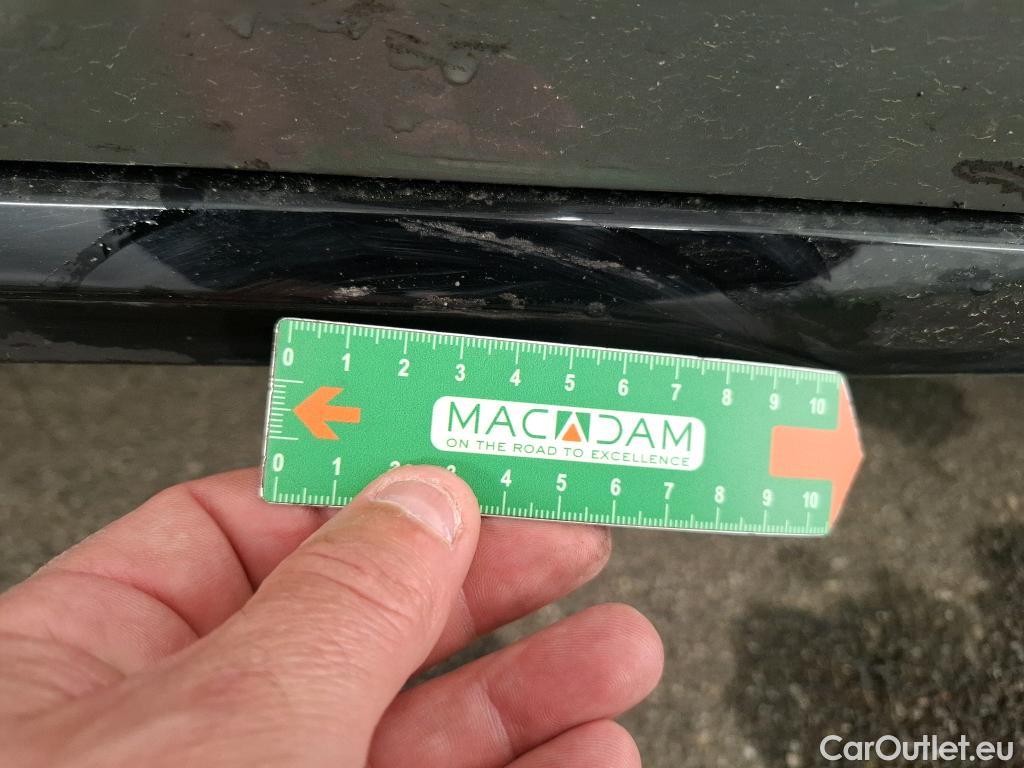 0 1 2 3 4 5 6 7 8 9 10
MACADAM
ON THE ROAD TO EXCELLENCE
0 1 4 5 6 7 8 9 10
CarOutlet.eu